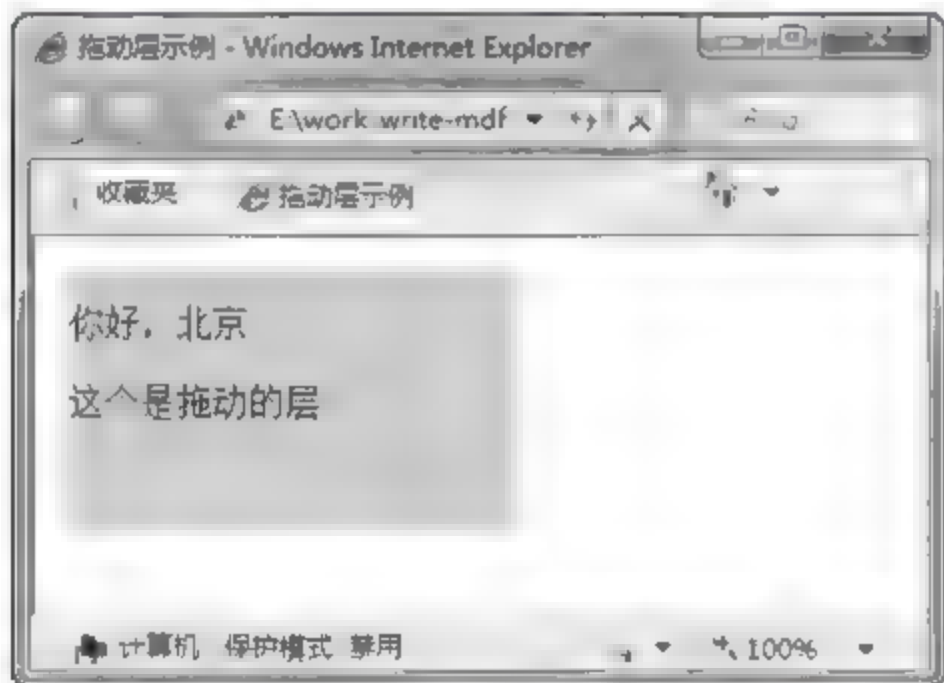 拖动层示例 - Windows Internet Explorer
E:\work write-mdf
收藏夹 拖动层示例
你好，北京
这个是拖动的层
计算机 保护模式 禁用 100%